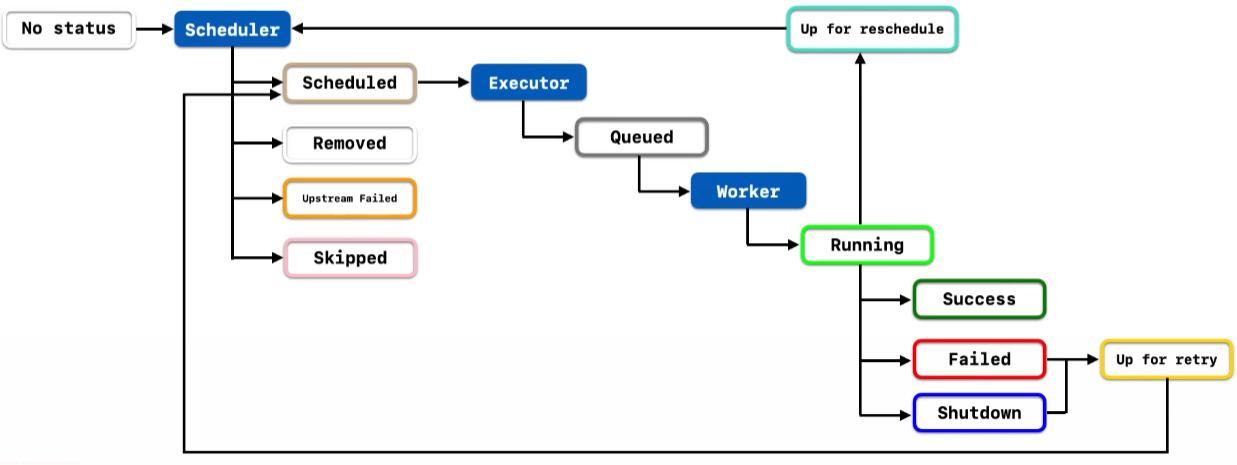 No status
Scheduler
Up for reschedule
Scheduled
Executor
Removed
Queued
Upstream Failed
Worker
Skipped
Running
Success
Failed
Up for retry
Shutdown